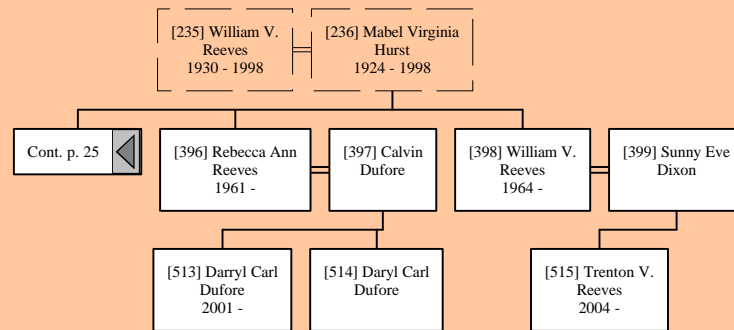 [235] William V.
Reeves
1930 - 1998
[236] Mabel Virginia
Hurst
1924 - 1998
Cont. p. 25
[396] Rebecca Ann
Reeves
1961 -
[397] Calvin
Dufore
[398] William V.
Reeves
1964 -
[399] Sunny Eve
Dixon
[513] Darryl Carl
Dufore
2001 -
[514] Daryl Carl
Dufore
[515] Trenton V.
Reeves
2004 -